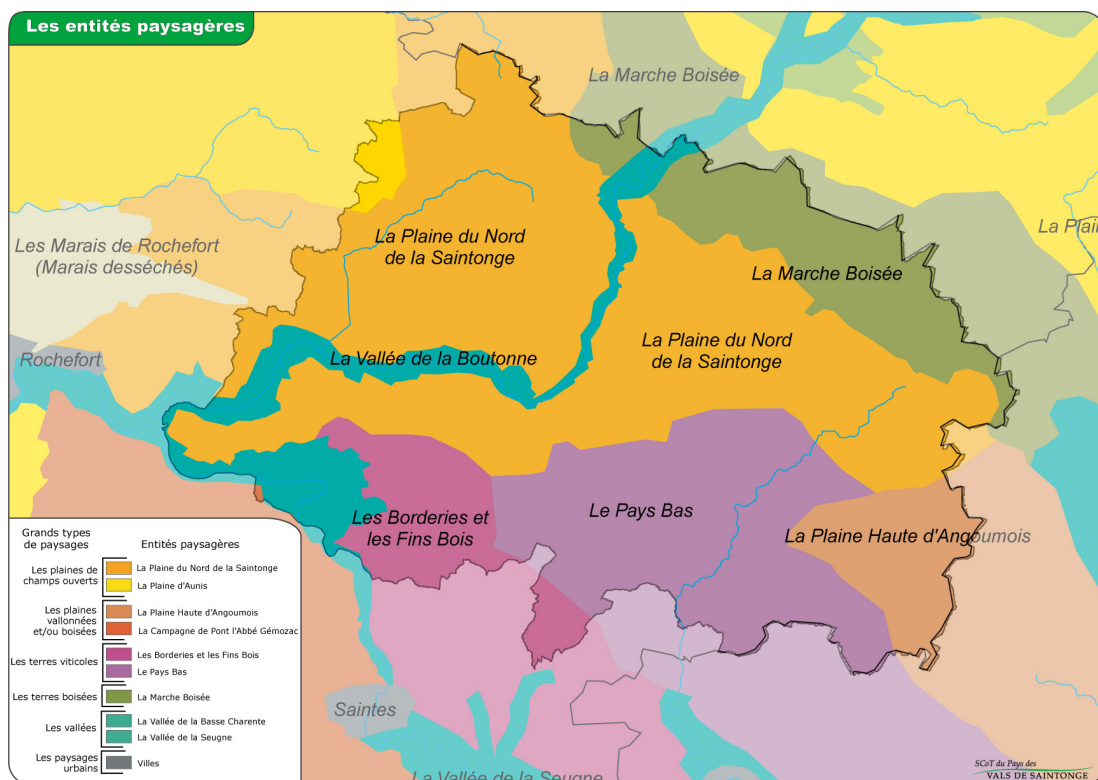 Les entités paysagères
La Marche Boisée
La Plain
Les Marais de Rochefort
(Marais desséchés)
La Plaine du Nord
de la Saintonge
La Marche Boisée
Rochefort
La Vallée de la Boutonne
La Plaine du Nord
de la Saintonge
Les Borderies et
les Fins Bois
Le Pays Bas
La Plaine Haute d'Angoumois
Saintes
La Vallée de la Seugne
Grands types
de paysages
Entités paysagères
Les plaines de
champs ouverts
La Plaine du Nord de la Saintonge
La Plaine d'Aunis
Les plaines
vallonnées
et/ou boisées
La Plaine Haute d'Angoumois
La Campagne de Pont l'Abbé Gémozac
Les terres viticoles
Les Borderies et les Fins Bois
Le Pays Bas
Les terres boisées
La Marche Boisée
Les vallées
La Vallée de la Basse Charente
La Vallée de la Seugne
Les paysages
urbains
Villes
SCoT du Pays des
VALS DE SAINTONGE